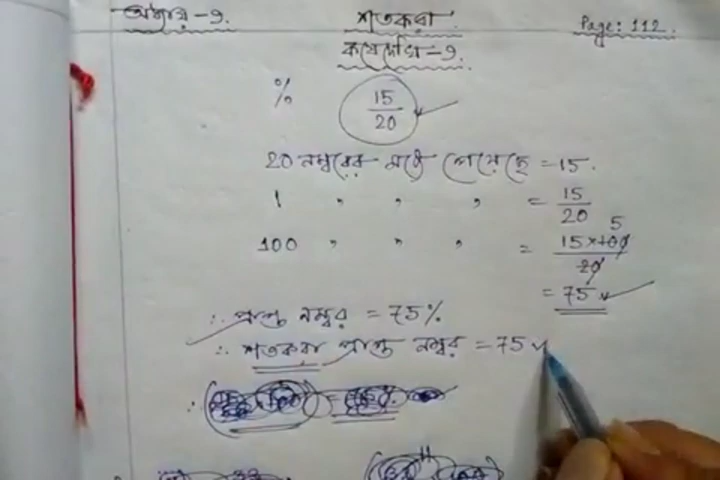 অধ্যায় - ৭. শতকরা Page: 112.
কষেদেখি - ৭.
% 15/20
20 নম্বরের মধ্যে পেয়েছে = 15.
1 " " " = 15/20
100 " " " = 15×100/20 5
= 75
∴ প্রাপ্ত নম্বর = 75%
∴ শতকরা প্রাপ্ত নম্বর = 75